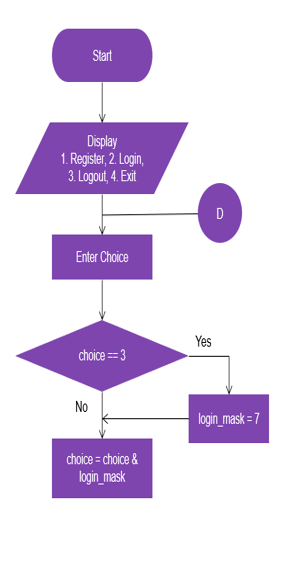 Start
Display
1. Register, 2. Login,
3. Logout, 4. Exit
D
Enter Choice
choice == 3
Yes
No
login_mask = 7
choice = choice &
login_mask